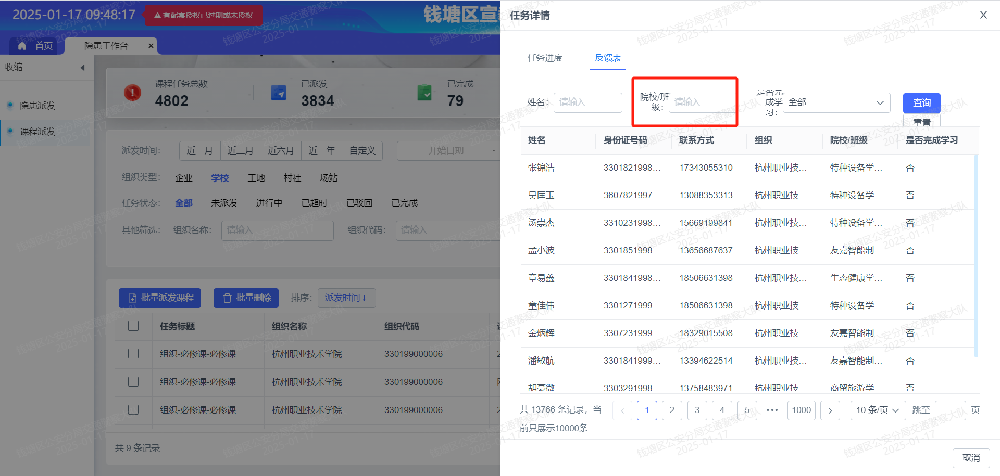 2025-01-17 09:48:17
有配套授权已过期或未授权
钱塘区宣
首页
隐患工作台
收缩
隐患派发
课程派发
课程任务总数
4802
已派发
3834
已完成
79
派发时间：
近一月 近三月 近六月 近一年 自定义 开始日期 ~
组织类型： 企业 学校 工地 村社 场站
任务状态： 全部 未派发 进行中 已超时 已驳回 已完成
其他筛选： 组织名称： 请输入 组织代码： 请输入
批量派发课程 批量删除 排序： 派发时间↓
任务标题 组织名称 组织代码
组织-必修课-必修课 杭州职业技术学院 330199000006
组织-必修课-必修课 杭州职业技术学院 330199000006
组织-必修课-必修课 杭州职业技术学院 330199000006
共 9 条记录
任务详情
任务进度 反馈表
姓名： 请输入
院校/班
级： 请输入
是否完
成学
习： 全部
查询
重置
姓名 身份证号码 联系方式 组织 院校/班级 是否完成学习
张锦浩 3301821998... 17343055310 杭州职业技... 特种设备学... 否
吴匡玉 3607821997... 13088353313 杭州职业技... 特种设备学... 否
汤崇杰 3310231998... 15669199841 杭州职业技... 特种设备学... 否
孟小波 3301851998... 13656687637 杭州职业技... 友嘉智能制... 否
章易鑫 3301841998... 18506631398 杭州职业技... 生态健康学... 否
童佳伟 3301271999... 18506631398 杭州职业技... 特种设备学... 否
金炳辉 3307231999... 18329015508 杭州职业技... 友嘉智能制... 否
潘敏航 3301841999... 13394622514 杭州职业技... 友嘉智能制... 否
胡豪微 3303291998... 13758483971 杭州职业技... 商贸旅游学... 否
共 13766 条记录，当
前只展示10000条
1 2 3 4 5 ••• 1000 10 条/页 跳至 页
取消
钱塘区公安分局交通警察大队
2025-01-17